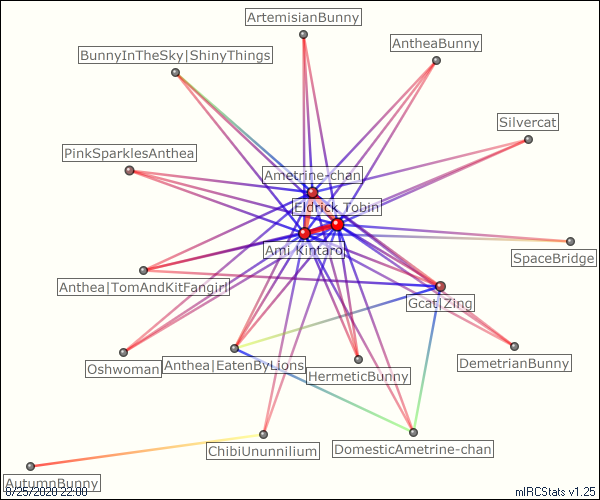 ArtemisianBunny
AntheaBunny
BunnyInTheSky|ShinyThings
Silvercat
PinkSparklesAnthea
Ametrine-chan
Eldrick Tobin
Ami Kintaro
SpaceBridge
Anthea|TomAndKitFangirl
Gcat|Zing
Oshwoman
Anthea|EatenByLions
DemetrianBunny
HermeticBunny
ChibiUnunnilium
DomesticAmetrine-chan
AutumnBunny
8/25/2020 22:00
mIRCStats v1.25